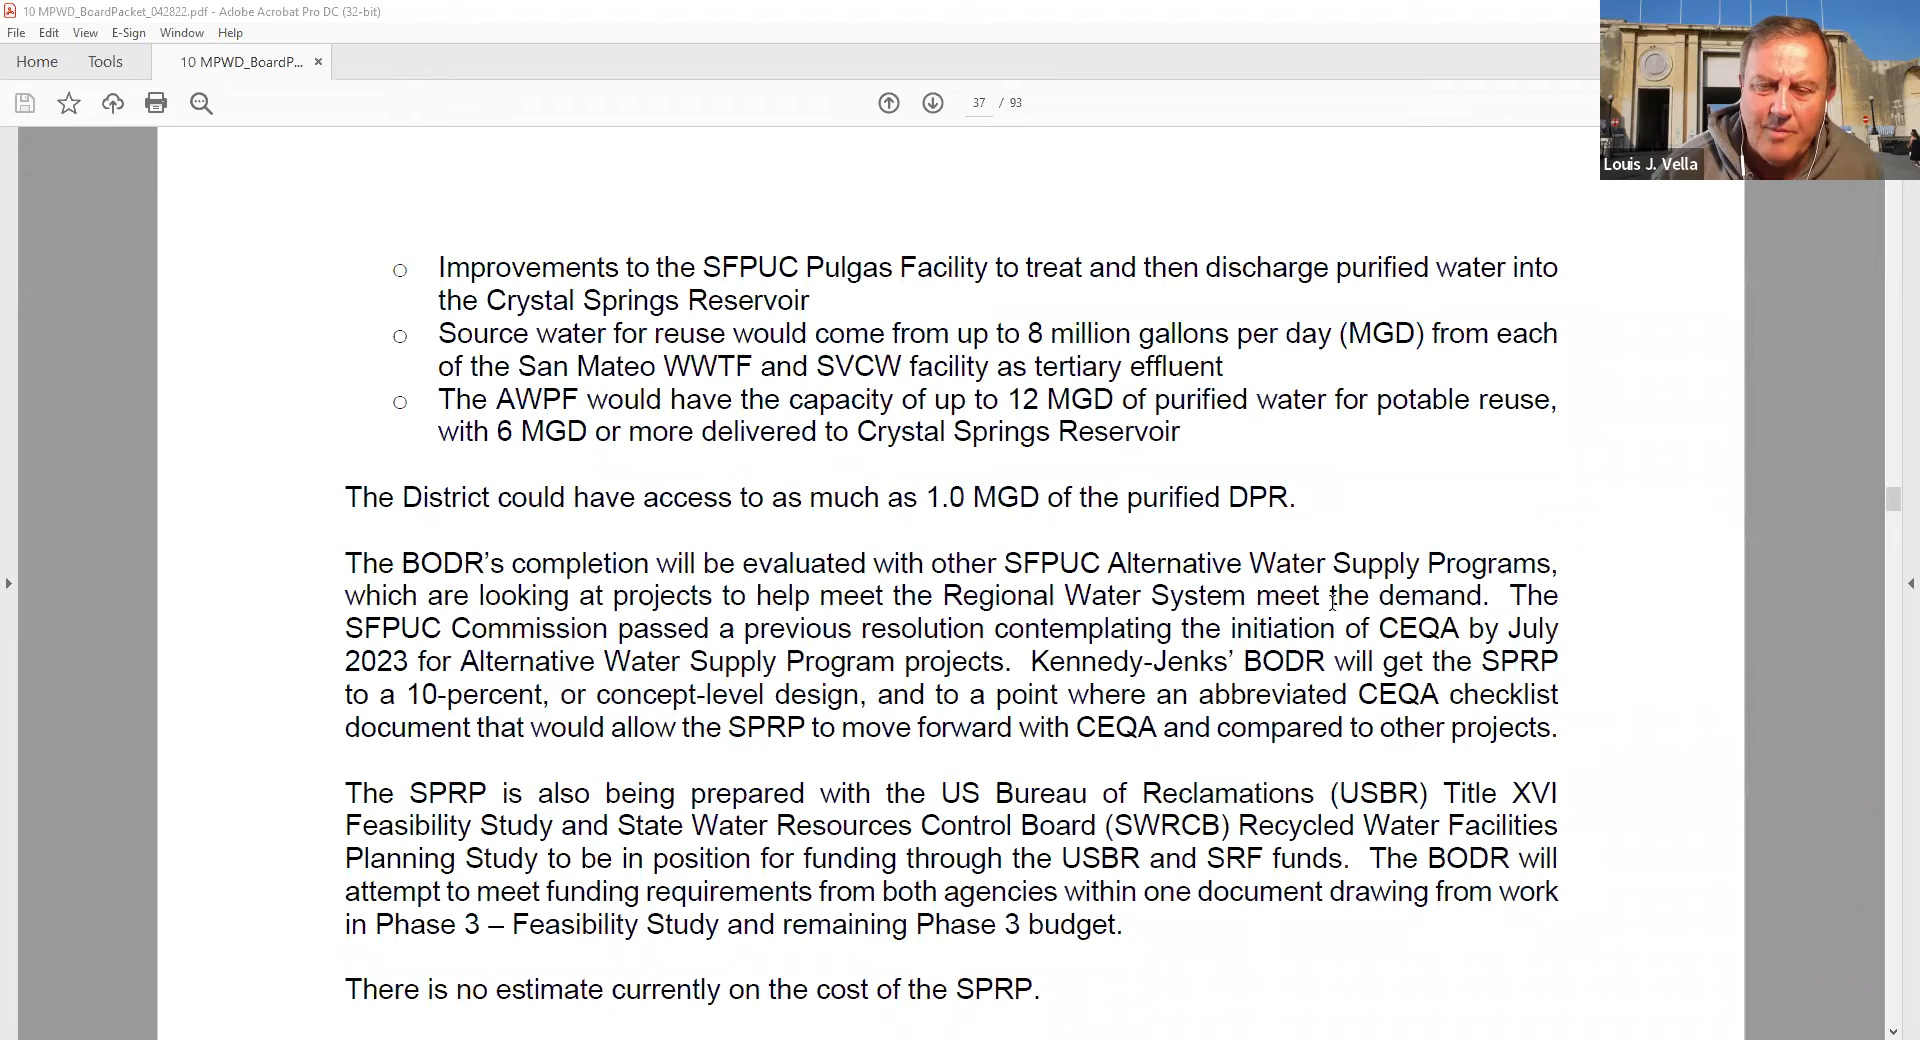 10 MPWD_BoardPacket_042822.pdf - Adobe Acrobat Pro DC (32-bit)
File Edit View E-Sign Window Help
Home Tools 10 MPWD_BoardP... ×
37 / 93
Louis J. Vella
○ Improvements to the SFPUC Pulgas Facility to treat and then discharge purified water into
the Crystal Springs Reservoir
○ Source water for reuse would come from up to 8 million gallons per day (MGD) from each
of the San Mateo WWTF and SVCW facility as tertiary effluent
○ The AWPF would have the capacity of up to 12 MGD of purified water for potable reuse,
with 6 MGD or more delivered to Crystal Springs Reservoir
The District could have access to as much as 1.0 MGD of the purified DPR.
The BODR’s completion will be evaluated with other SFPUC Alternative Water Supply Programs,
which are looking at projects to help meet the Regional Water System meet the demand. The
SFPUC Commission passed a previous resolution contemplating the initiation of CEQA by July
2023 for Alternative Water Supply Program projects. Kennedy-Jenks’ BODR will get the SPRP
to a 10-percent, or concept-level design, and to a point where an abbreviated CEQA checklist
document that would allow the SPRP to move forward with CEQA and compared to other projects.
The SPRP is also being prepared with the US Bureau of Reclamations (USBR) Title XVI
Feasibility Study and State Water Resources Control Board (SWRCB) Recycled Water Facilities
Planning Study to be in position for funding through the USBR and SRF funds. The BODR will
attempt to meet funding requirements from both agencies within one document drawing from work
in Phase 3 – Feasibility Study and remaining Phase 3 budget.
There is no estimate currently on the cost of the SPRP.